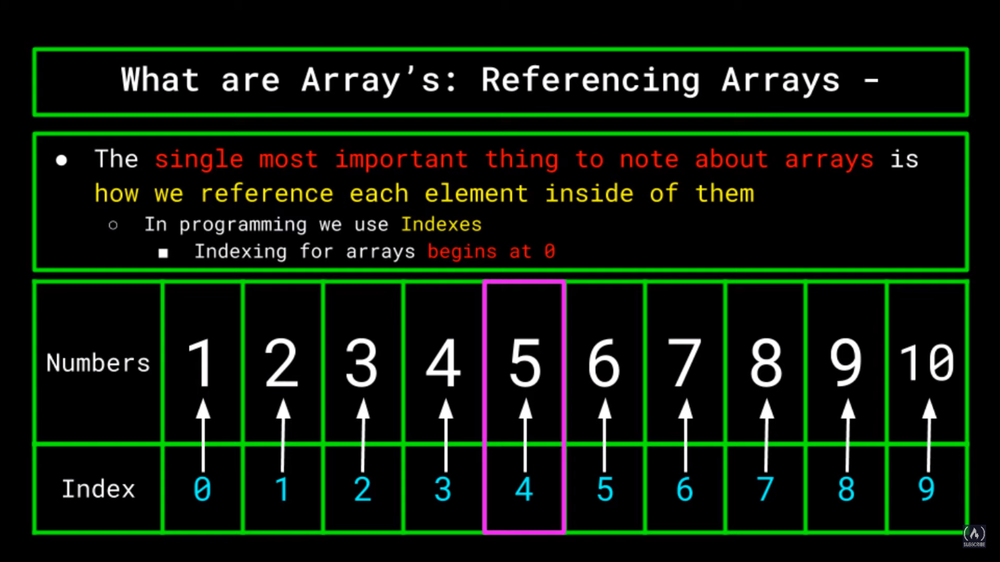 What are Array’s: Referencing Arrays -
● The single most important thing to note about arrays is
how we reference each element inside of them
○ In programming we use Indexes
■ Indexing for arrays begins at 0
Numbers 1 2 3 4 5 6 7 8 9 10
Index 0 1 2 3 4 5 6 7 8 9
SUBSCRIBE